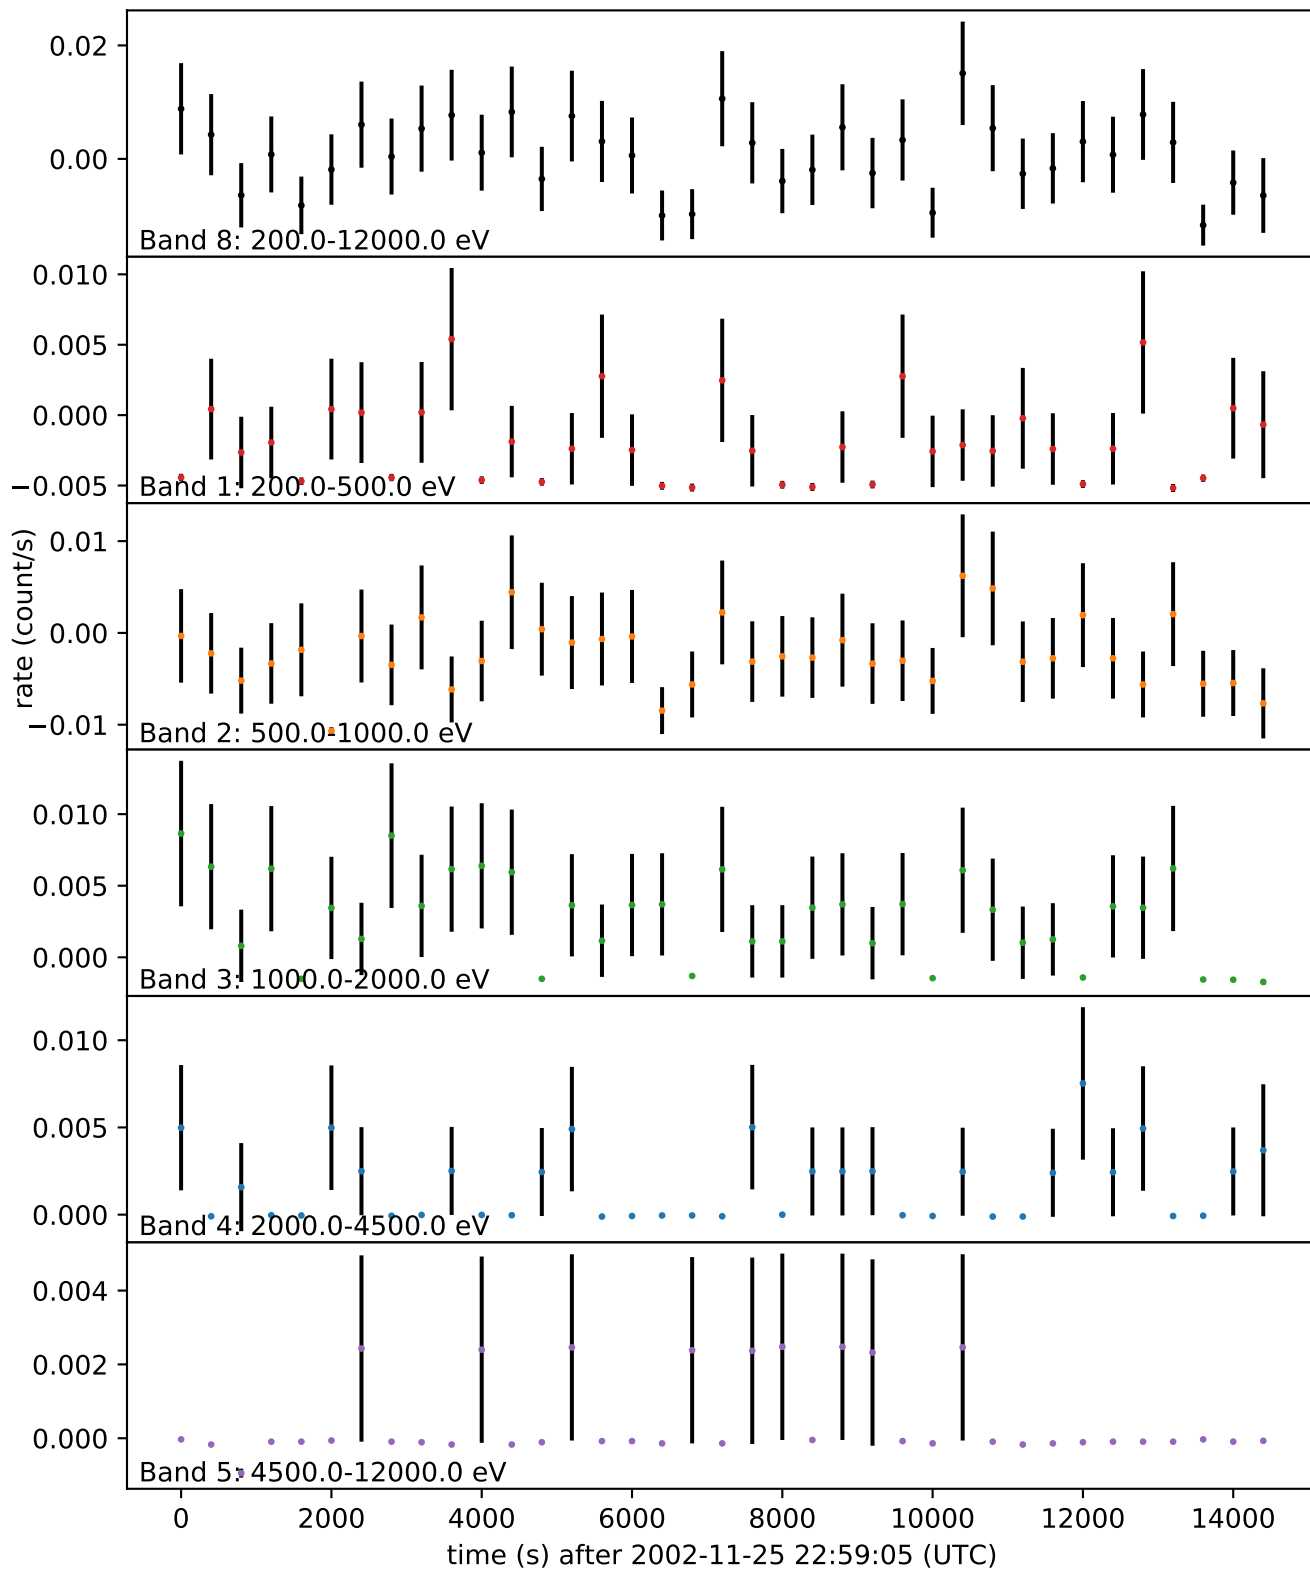 0.02
0.00
Band 8: 200.0-12000.0 eV
0.010
0.005
0.000
−0.005
Band 1: 200.0-500.0 eV
rate (count/s)
0.01
0.00
−0.01
Band 2: 500.0-1000.0 eV
0.010
0.005
0.000
Band 3: 1000.0-2000.0 eV
0.010
0.005
0.000
Band 4: 2000.0-4500.0 eV
0.004
0.002
0.000
Band 5: 4500.0-12000.0 eV
0 2000 4000 6000 8000 10000 12000 14000
time (s) after 2002-11-25 22:59:05 (UTC)